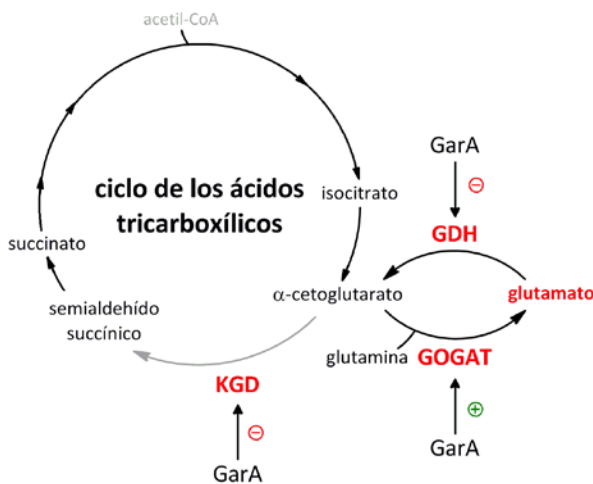 acetil-CoA
ciclo de los ácidos
tricarboxílicos
isocitrato
GarA
⊖
GDH
succinato
α-cetoglutarato
glutamato
semialdehído
succínico
glutamina
GOGAT
KGD
⊕
⊖
GarA
GarA